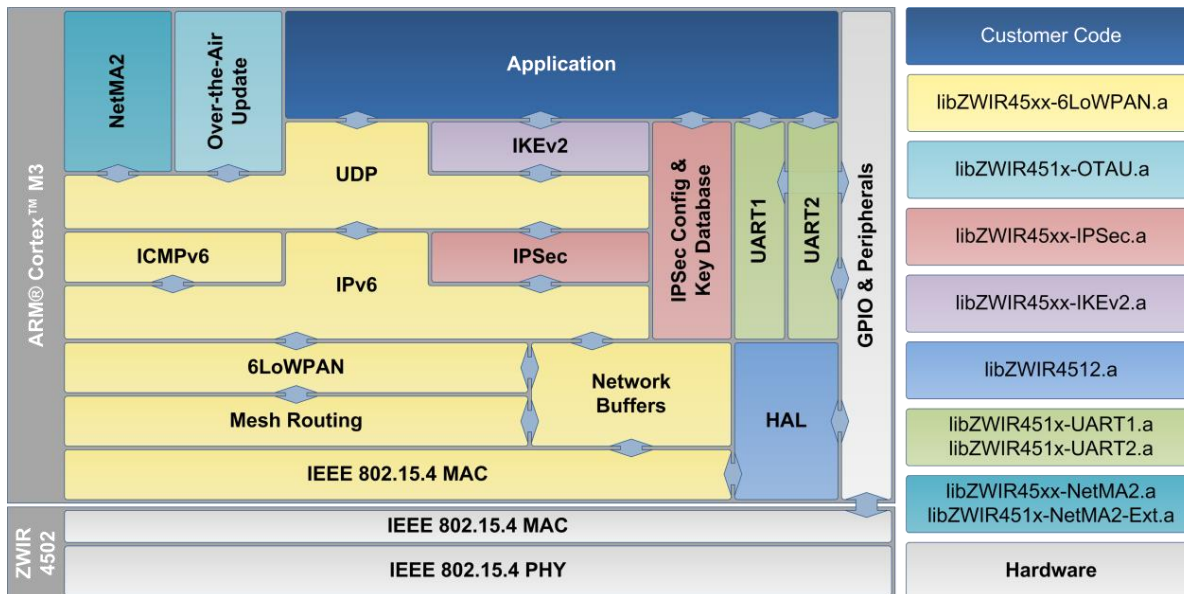 ARM® Cortex™ M3
NetMA2
Over-the-Air
Update
Application
UDP
IKEv2
IPSec Config &
Key Database
UART1
UART2
GPIO & Peripherals
ICMPv6
IPv6
IPSec
6LoWPAN
Mesh Routing
Network
Buffers
HAL
IEEE 802.15.4 MAC
ZWIR
4502
IEEE 802.15.4 MAC
IEEE 802.15.4 PHY
Customer Code
libZWIR45xx-6LoWPAN.a
libZWIR451x-OTAU.a
libZWIR45xx-IPSec.a
libZWIR45xx-IKEv2.a
libZWIR4512.a
libZWIR451x-UART1.a
libZWIR451x-UART2.a
libZWIR45xx-NetMA2.a
libZWIR451x-NetMA2-Ext.a
Hardware